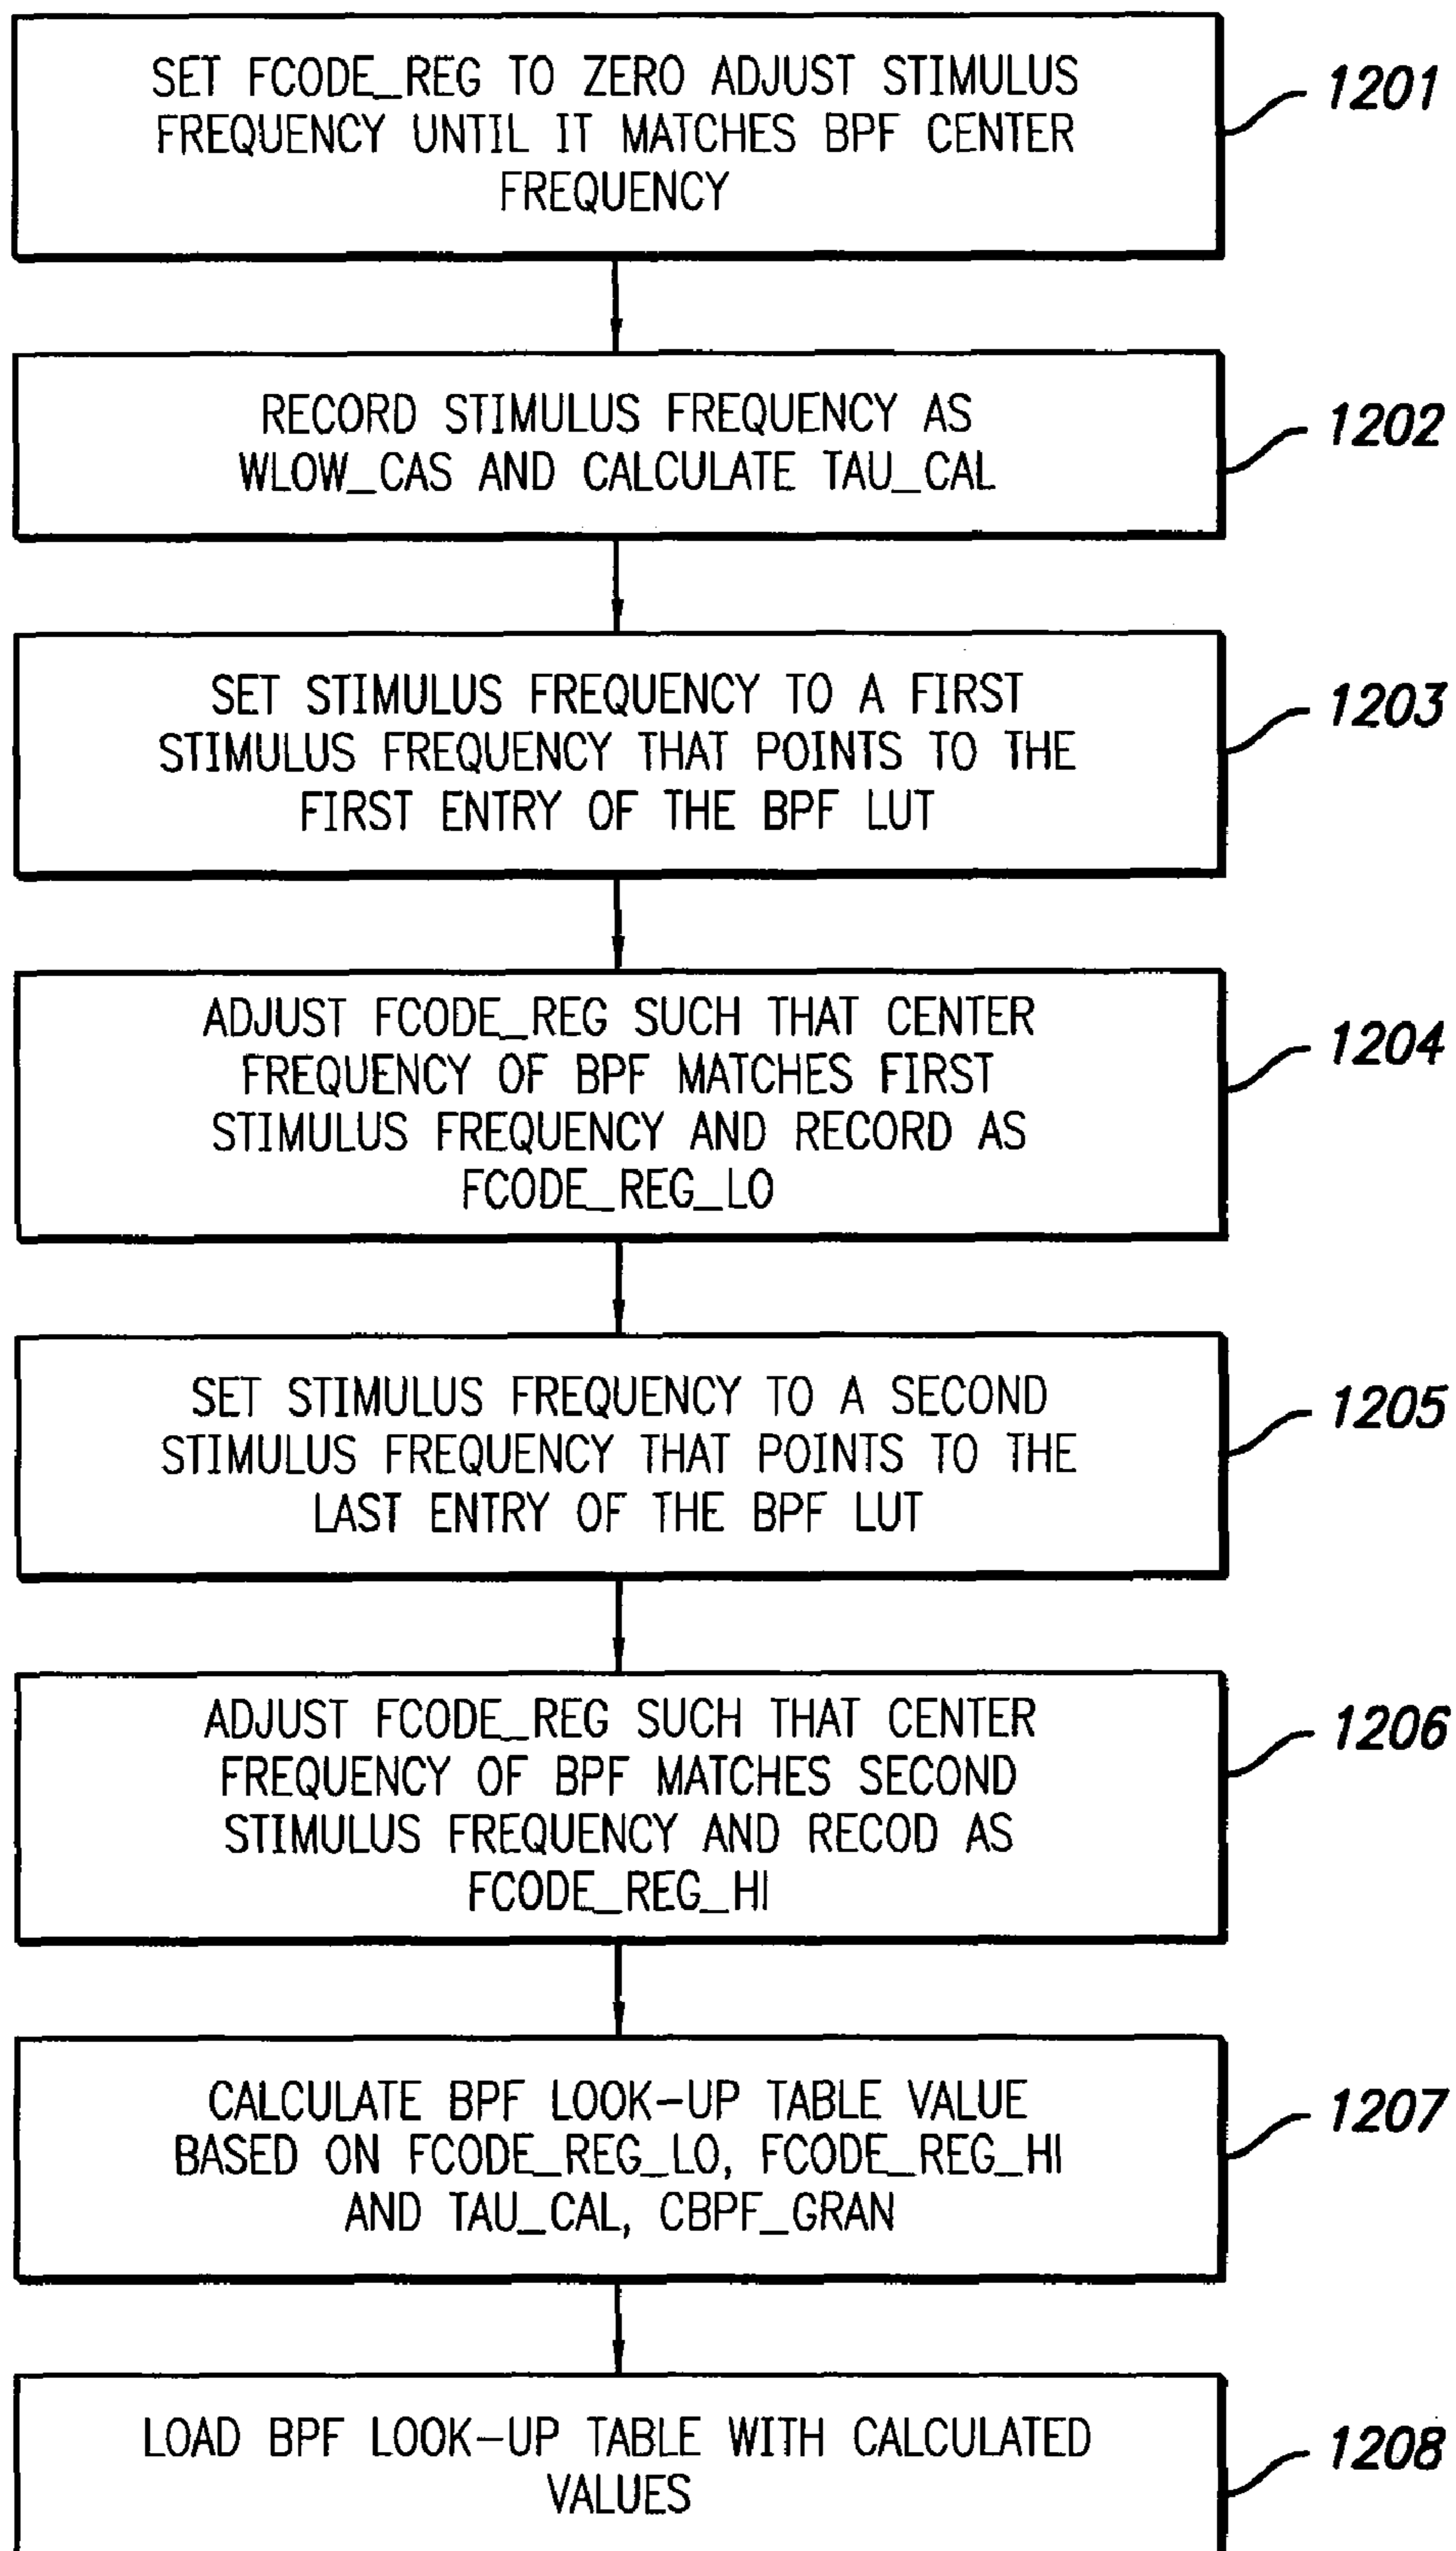 SET FCODE_REG TO ZERO ADJUST STIMULUS
FREQUENCY UNTIL IT MATCHES BPF CENTER
FREQUENCY
1201
RECORD STIMULUS FREQUENCY AS
WLOW_CAS AND CALCULATE TAU_CAL
1202
SET STIMULUS FREQUENCY TO A FIRST
STIMULUS FREQUENCY THAT POINTS TO THE
FIRST ENTRY OF THE BPF LUT
1203
ADJUST FCODE_REG SUCH THAT CENTER
FREQUENCY OF BPF MATCHES FIRST
STIMULUS FREQUENCY AND RECORD AS
FCODE_REG_LO
1204
SET STIMULUS FREQUENCY TO A SECOND
STIMULUS FREQUENCY THAT POINTS TO THE
LAST ENTRY OF THE BPF LUT
1205
ADJUST FCODE_REG SUCH THAT CENTER
FREQUENCY OF BPF MATCHES SECOND
STIMULUS FREQUENCY AND RECOD AS
FCODE_REG_HI
1206
CALCULATE BPF LOOK-UP TABLE VALUE
BASED ON FCODE_REG_LO, FCODE_REG_HI
AND TAU_CAL, CBPF_GRAN
1207
LOAD BPF LOOK-UP TABLE WITH CALCULATED
VALUES
1208